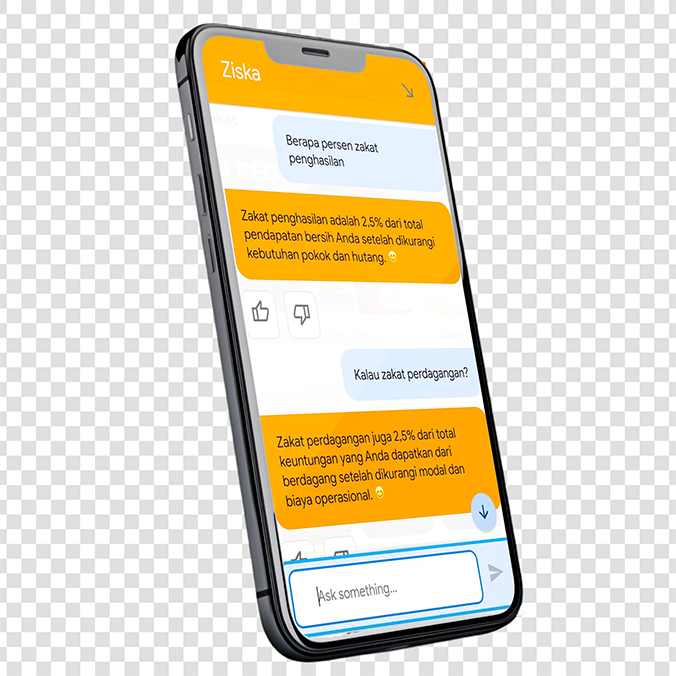 Ziska
Berapa persen zakat
penghasilan
Zakat penghasilan adalah 2,5% dari total
pendapatan bersih Anda setelah dikurangi
kebutuhan pokok dan hutang. 😊
Kalau zakat perdagangan?
Zakat perdagangan juga 2,5% dari total
keuntungan yang Anda dapatkan dari
berdagang setelah dikurangi modal dan
biaya operasional. 😊
Ask something...